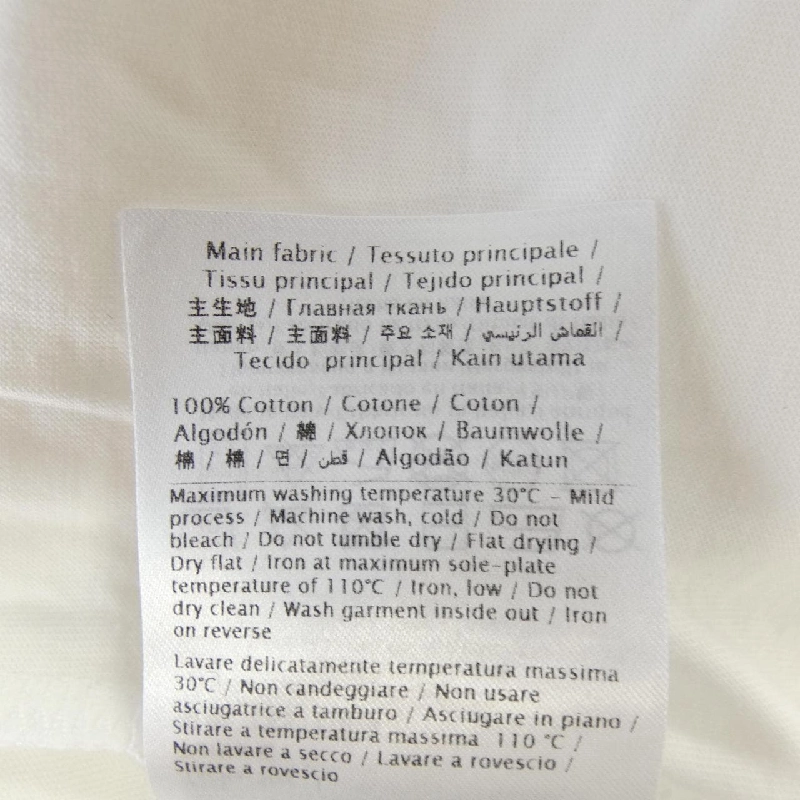 Main fabric / Tessuto principale /
Tissu principal / Tejido principal /
主生地 / Главная ткань / Hauptstoff /
主面料 / 主面料 / 주요 소재 / القماش الرئيسي /
Tecido principal / Kain utama
100% Cotton / Cotone / Coton /
Algodón / 綿 / Хлопок / Baumwolle /
棉 / 棉 / 면 / قطن / Algodão / Katun
Maximum washing temperature 30°C - Mild
process / Machine wash, cold / Do not
bleach / Do not tumble dry / Flat drying /
Dry flat / Iron at maximum sole-plate
temperature of 110°C / Iron, low / Do not
dry clean / Wash garment inside out / Iron
on reverse
Lavare delicatamente temperatura massima
30°C / Non candeggiare / Non usare
asciugatrice a tamburo / Asciugare in piano /
Stirare a temperatura massima 110 °C /
Non lavare a secco / Lavare a rovescio /
Stirare a rovescio